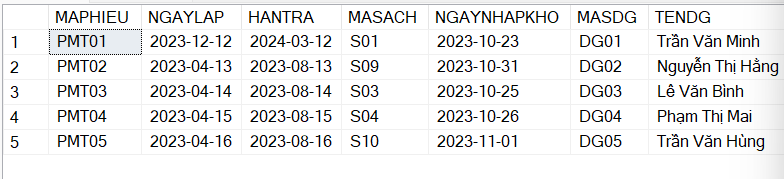 MAPHIEU NGAYLAP HANTRA MASACH NGAYNHAPKHO MASDG TENDG
1 PMT01 2023-12-12 2024-03-12 S01 2023-10-23 DG01 Trần Văn Minh
2 PMT02 2023-04-13 2023-08-13 S09 2023-10-31 DG02 Nguyễn Thị Hằng
3 PMT03 2023-04-14 2023-08-14 S03 2023-10-25 DG03 Lê Văn Bình
4 PMT04 2023-04-15 2023-08-15 S04 2023-10-26 DG04 Phạm Thị Mai
5 PMT05 2023-04-16 2023-08-16 S10 2023-11-01 DG05 Trần Văn Hùng